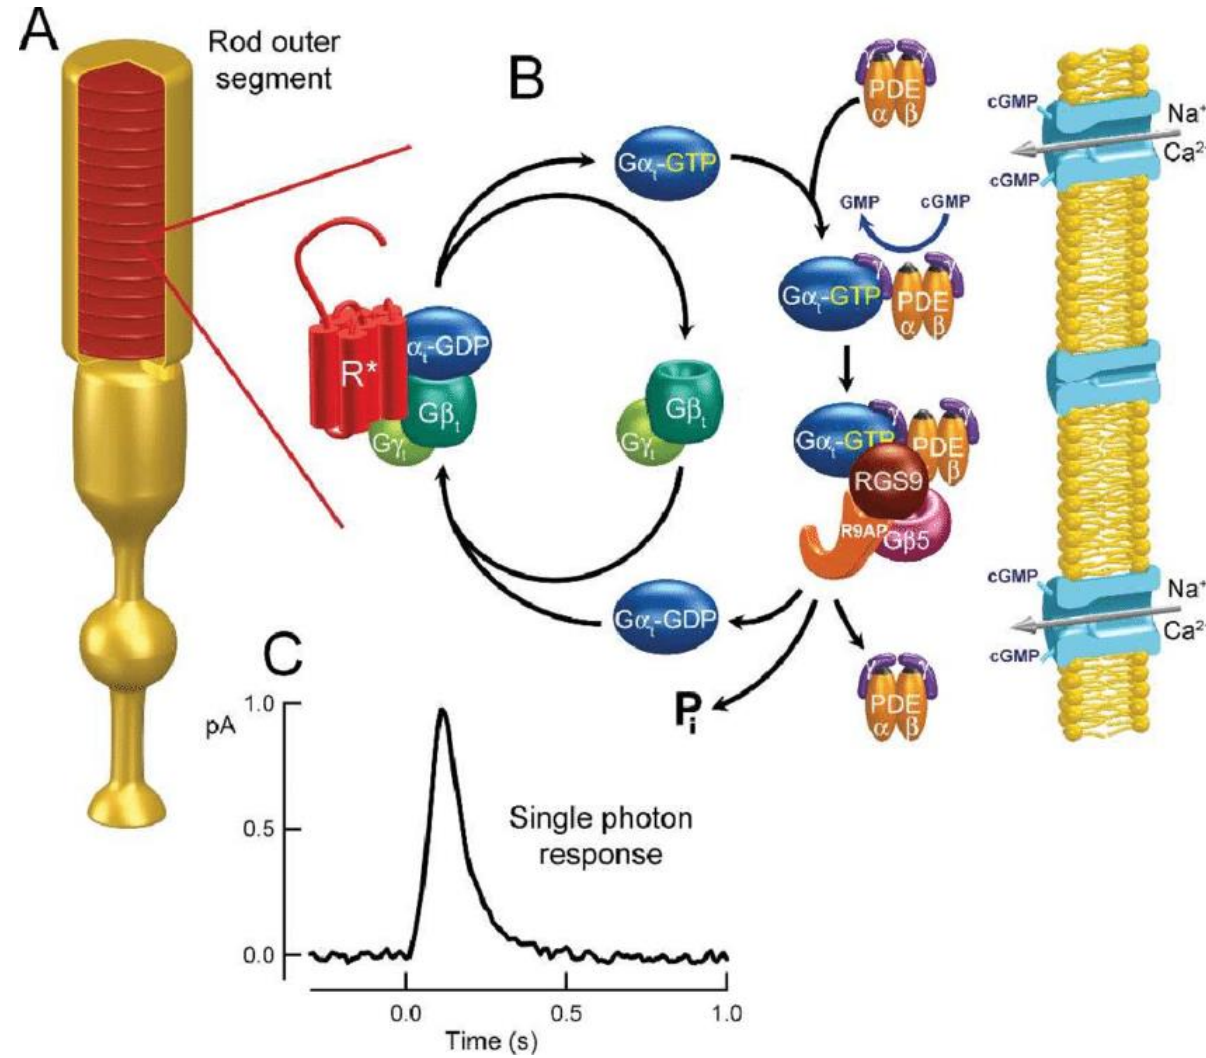 A
Rod outer
segment
B
Gαt-GTP
PDE
α β
cGMP
Na+
Ca2+
cGMP
GMP
cGMP
γ
Gαt-GTP
PDE
α β
R*
αt-GDP
Gβt
Gγt
Gβt
Gγt
γ
γ
Gαt-GTP
PDE
β
RGS9
R9AP
Gβ5
cGMP
Na+
Ca2+
cGMP
Gαt-GDP
Pi
γ γ
PDE
α β
C
pA
1.0
0.5
0.0
Single photon
response
0.0
0.5
1.0
Time (s)